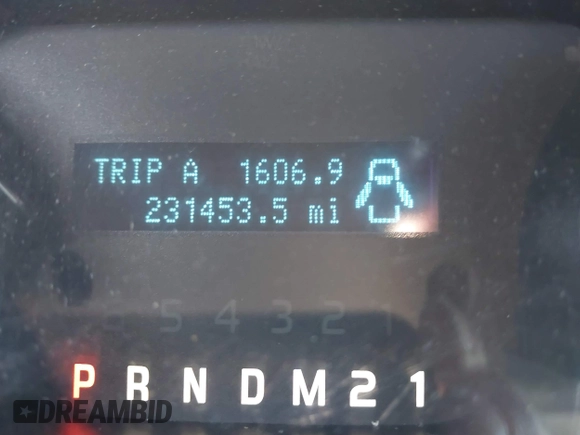 TRIP A 1606.9
231453.5 mi
5 4 3 2 1
P R N D M 2 1
DREAMBID